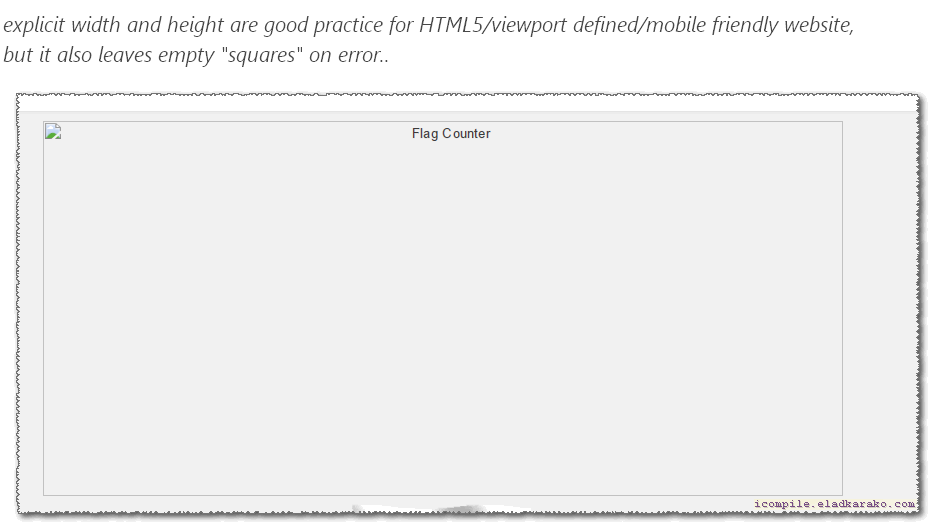 explicit width and height are good practice for HTML5/viewport defined/mobile friendly website,
but it also leaves empty "squares" on error..
Flag Counter
icompile.eladkarako.com